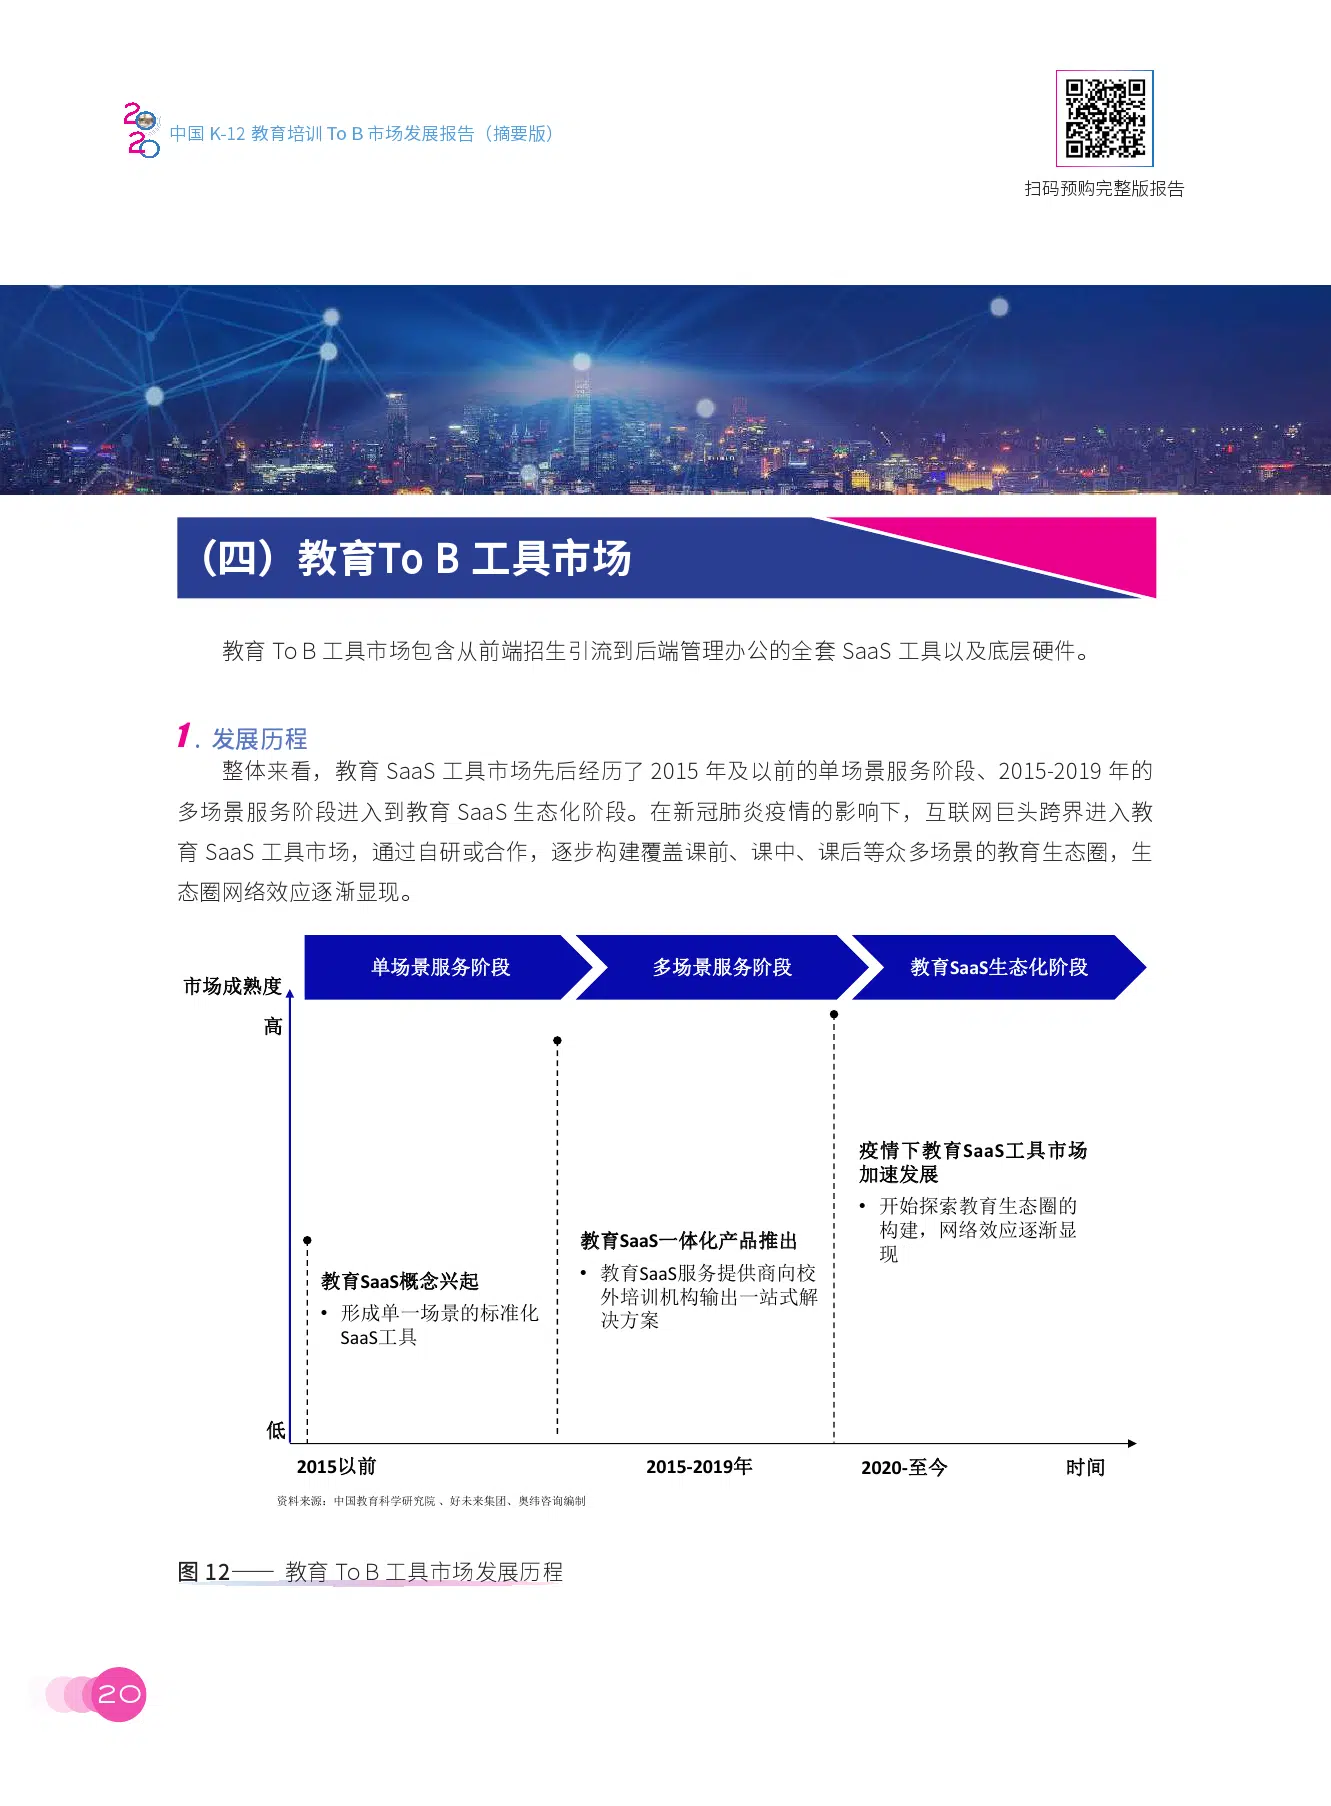 2020
中国 K-12 教育培训 To B 市场发展报告（摘要版）
扫码预购完整版报告
（四）教育To B 工具市场
教育 To B 工具市场包含从前端招生引流到后端管理办公的全套 SaaS 工具以及底层硬件。
1. 发展历程
整体来看，教育 SaaS 工具市场先后经历了 2015 年及以前的单场景服务阶段、2015-2019 年的
多场景服务阶段进入到教育 SaaS 生态化阶段。在新冠肺炎疫情的影响下，互联网巨头跨界进入教
育 SaaS 工具市场，通过自研或合作，逐步构建覆盖课前、课中、课后等众多场景的教育生态圈，生
态圈网络效应逐渐显现。
单场景服务阶段
多场景服务阶段
教育SaaS生态化阶段
市场成熟度
高
疫情下教育SaaS工具市场
加速发展
• 开始探索教育生态圈的
构建，网络效应逐渐显
现
教育SaaS一体化产品推出
• 教育SaaS服务提供商向校
外培训机构输出一站式解
决方案
教育SaaS概念兴起
• 形成单一场景的标准化
SaaS工具
低
2015以前
2015-2019年
2020-至今
时间
资料来源：中国教育科学研究院 、好未来集团、奥纬咨询编制
图 12—— 教育 To B 工具市场发展历程
20